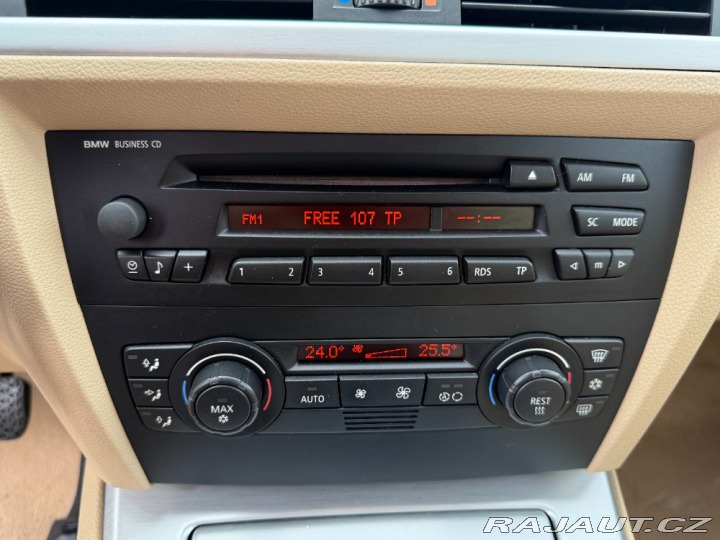 BMW BUSINESS CD
AM FM
FM1 FREE 107 TP --:--
SC MODE
1 2 3 4 5 6 RDS TP m
24.0° 25.5°
MAX AUTO REST
RAJAUT.CZ